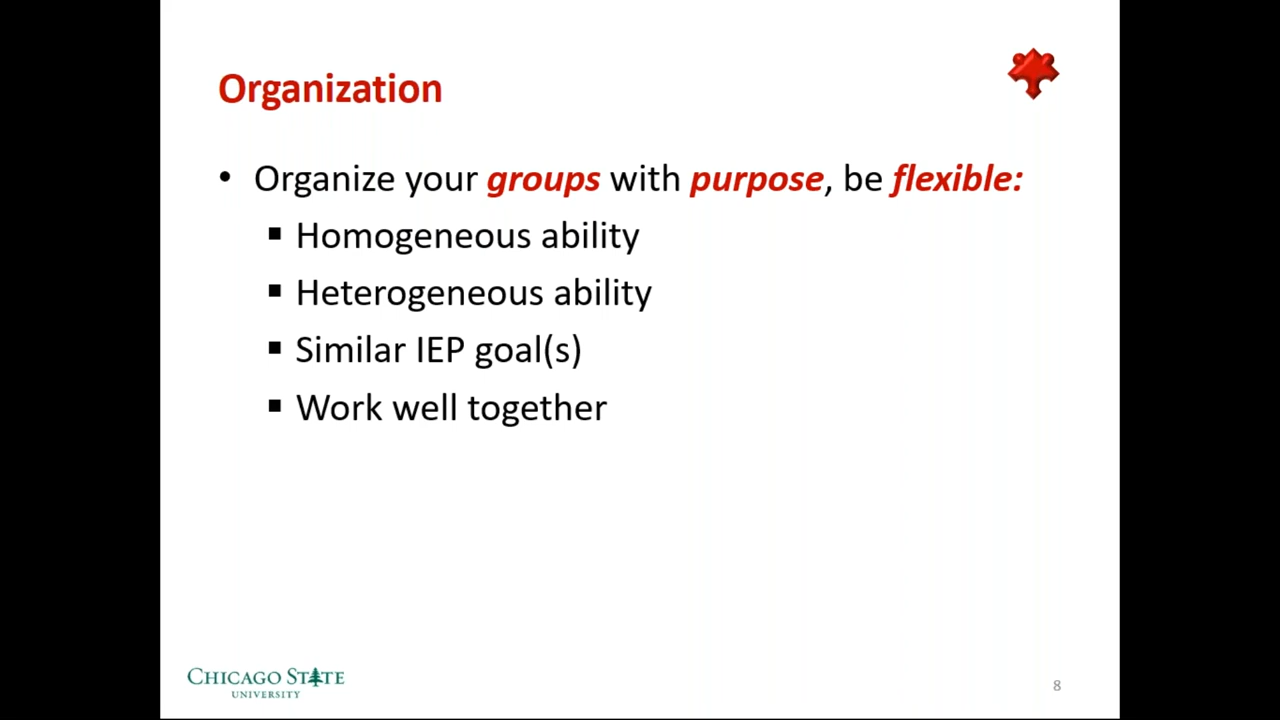 Organization
• Organize your groups with purpose, be flexible:
▪ Homogeneous ability
▪ Heterogeneous ability
▪ Similar IEP goal(s)
▪ Work well together
CHICAGO STATE
UNIVERSITY
8